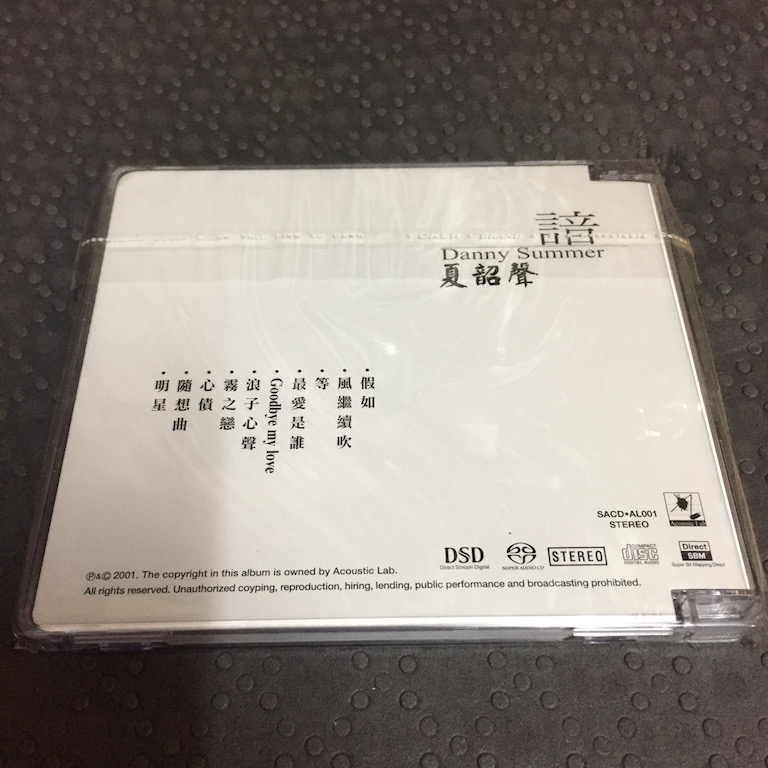 諳
Danny Summer
夏韶聲
・假如
・風繼續吹
・等
・最愛是誰
・Goodbye my love
・浪子心聲
・霧之戀
・心債
・隨想曲
・明星
SACD•AL001
STEREO
Acoustic Lab
DSD
Direct Stream Digital
SUPER AUDIO CD
STEREO
COMPACT
disc
DIGITAL AUDIO
Direct
SBM
Super Bit Mapping Direct
℗&© 2001. The copyright in this album is owned by Acoustic Lab.
All rights reserved. Unauthorized coyping, reproduction, hiring, lending, public performance and broadcasting prohibited.